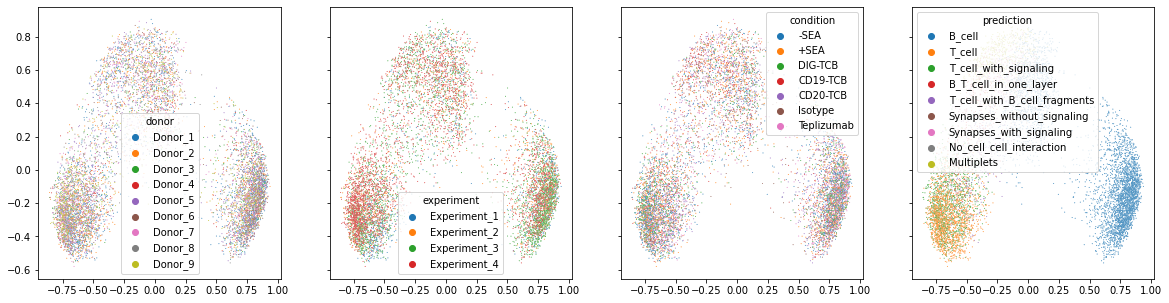 0.8
0.6
0.4
0.2
0.0
−0.2
−0.4
−0.6
−0.75 −0.50 −0.25 0.00 0.25 0.50 0.75 1.00
donor
Donor_1
Donor_2
Donor_3
Donor_4
Donor_5
Donor_6
Donor_7
Donor_8
Donor_9
−0.75 −0.50 −0.25 0.00 0.25 0.50 0.75 1.00
experiment
Experiment_1
Experiment_2
Experiment_3
Experiment_4
−0.75 −0.50 −0.25 0.00 0.25 0.50 0.75 1.00
condition
-SEA
+SEA
DIG-TCB
CD19-TCB
CD20-TCB
Isotype
Teplizumab
−0.75 −0.50 −0.25 0.00 0.25 0.50 0.75 1.00
prediction
B_cell
T_cell
T_cell_with_signaling
B_T_cell_in_one_layer
T_cell_with_B_cell_fragments
Synapses_without_signaling
Synapses_with_signaling
No_cell_cell_interaction
Multiplets